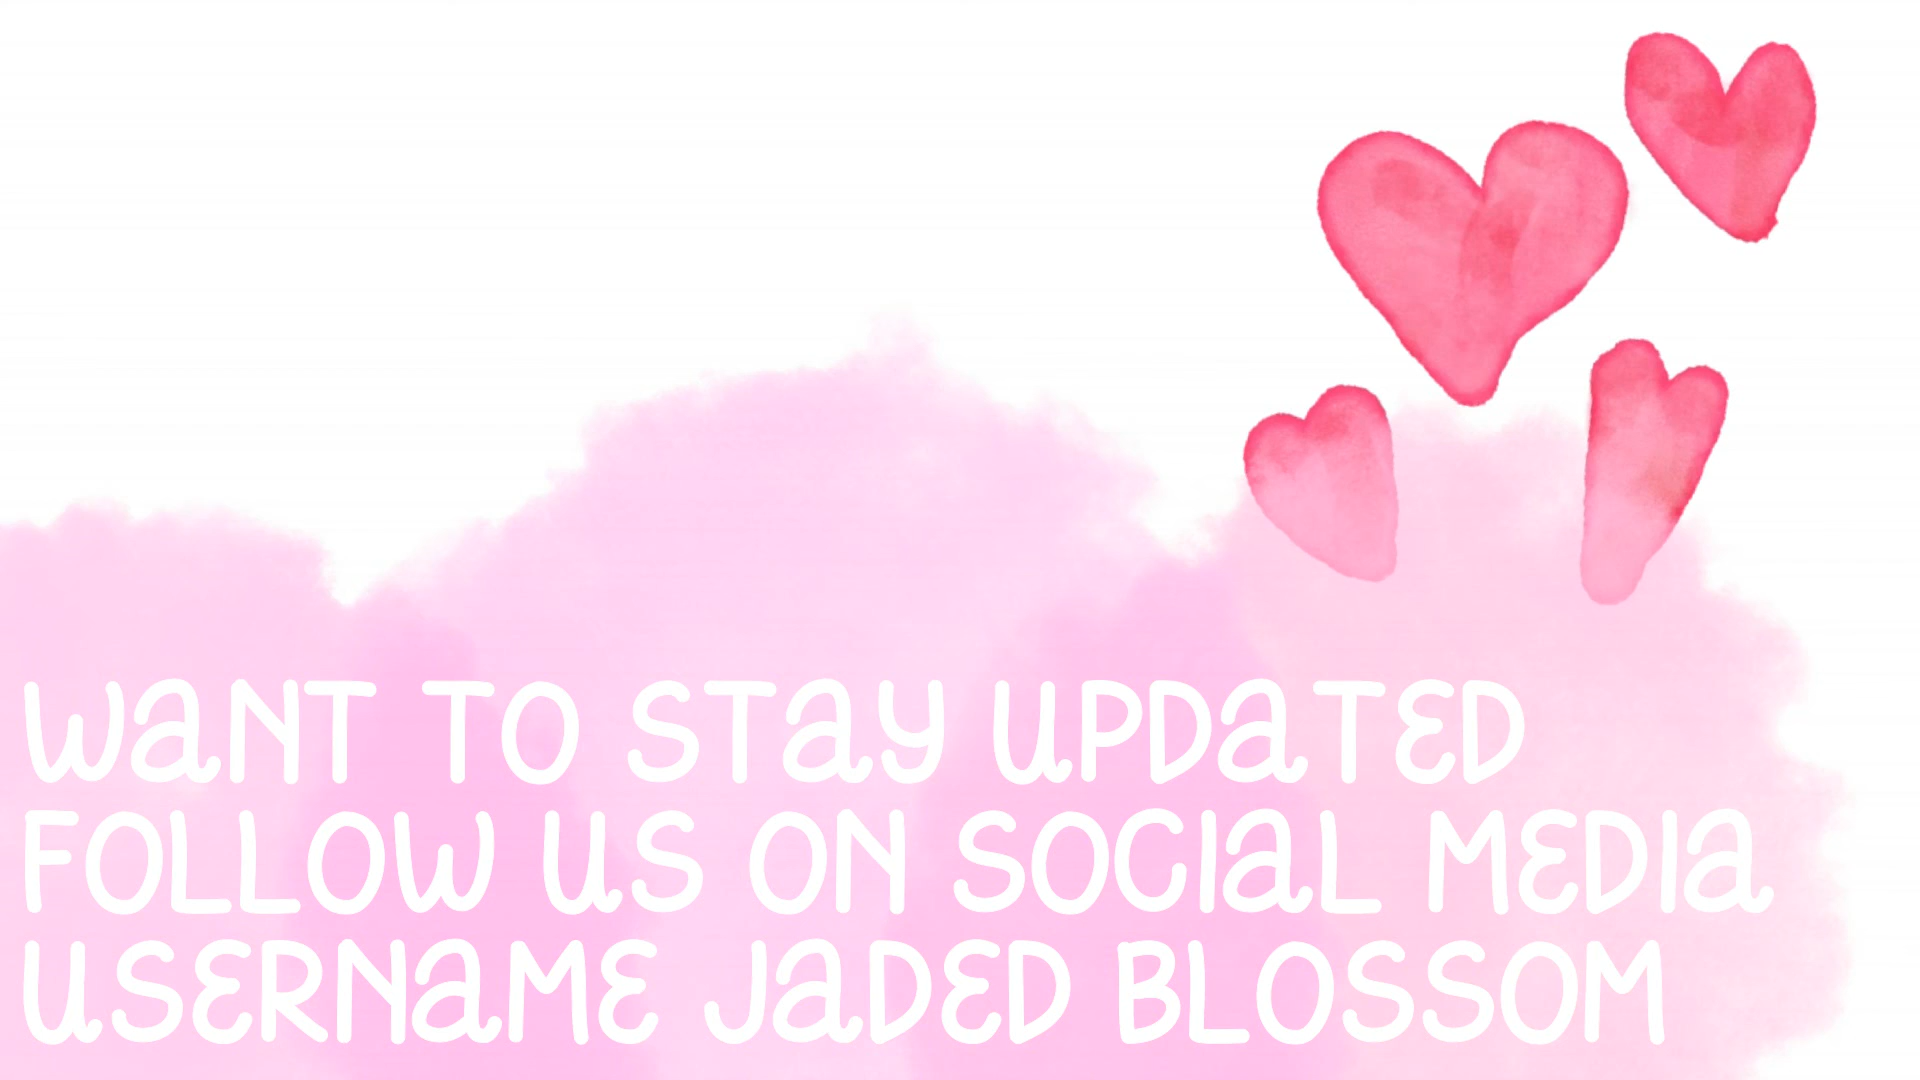 WANT TO STAY UPDATED
FOLLOW US ON SOCIAL MEDIA
USERNAME JADED BLOSSOM